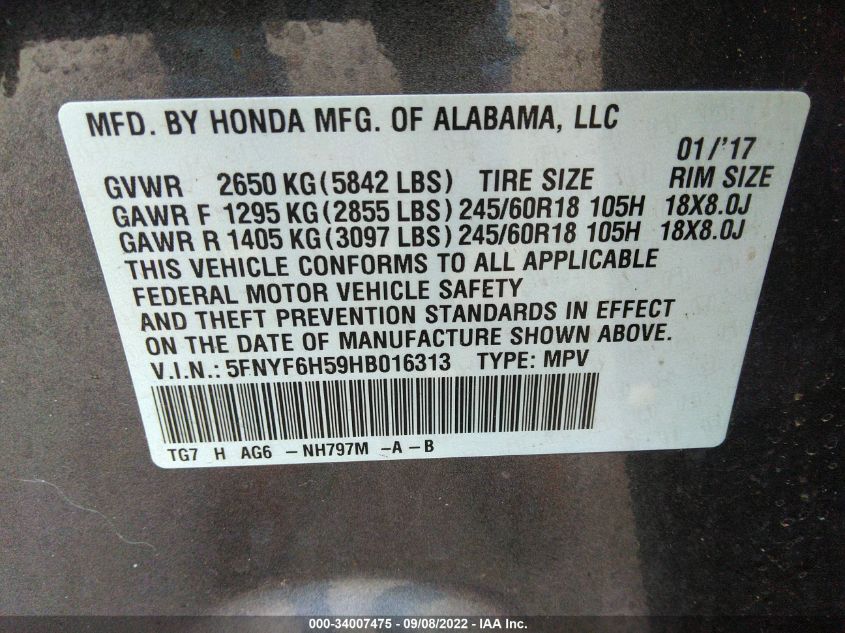 MFD. BY HONDA MFG. OF ALABAMA, LLC
01/'17
GVWR 2650 KG(5842 LBS) TIRE SIZE RIM SIZE
GAWR F 1295 KG(2855 LBS) 245/60R18 105H 18X8.0J
GAWR R 1405 KG(3097 LBS) 245/60R18 105H 18X8.0J
THIS VEHICLE CONFORMS TO ALL APPLICABLE
FEDERAL MOTOR VEHICLE SAFETY
AND THEFT PREVENTION STANDARDS IN EFFECT
ON THE DATE OF MANUFACTURE SHOWN ABOVE.
V.I.N.: 5FNYF6H59HB016313 TYPE: MPV
TG7 H AG6 -NH797M -A-B
000-34007475 - 09/08/2022 - IAA Inc.